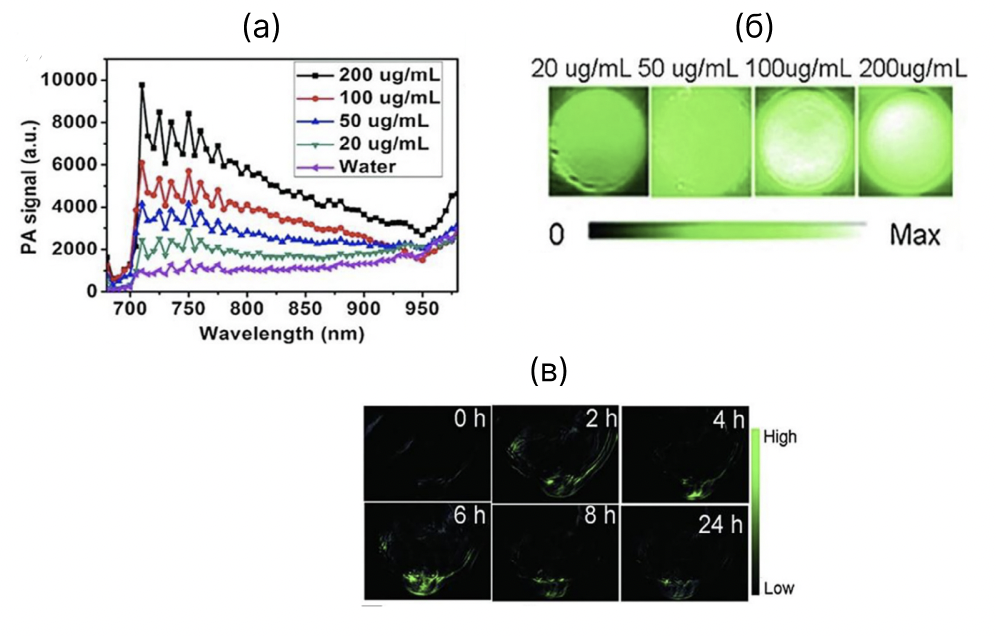 (а)
PA signal (a.u.)
10000
8000
6000
4000
2000
0
200 ug/mL
100 ug/mL
50 ug/mL
20 ug/mL
Water
700 750 800 850 900 950
Wavelength (nm)
(б)
20 ug/mL 50 ug/mL 100ug/mL 200ug/mL
0 Max
(в)
0 h 2 h 4 h
6 h 8 h 24 h
High
Low